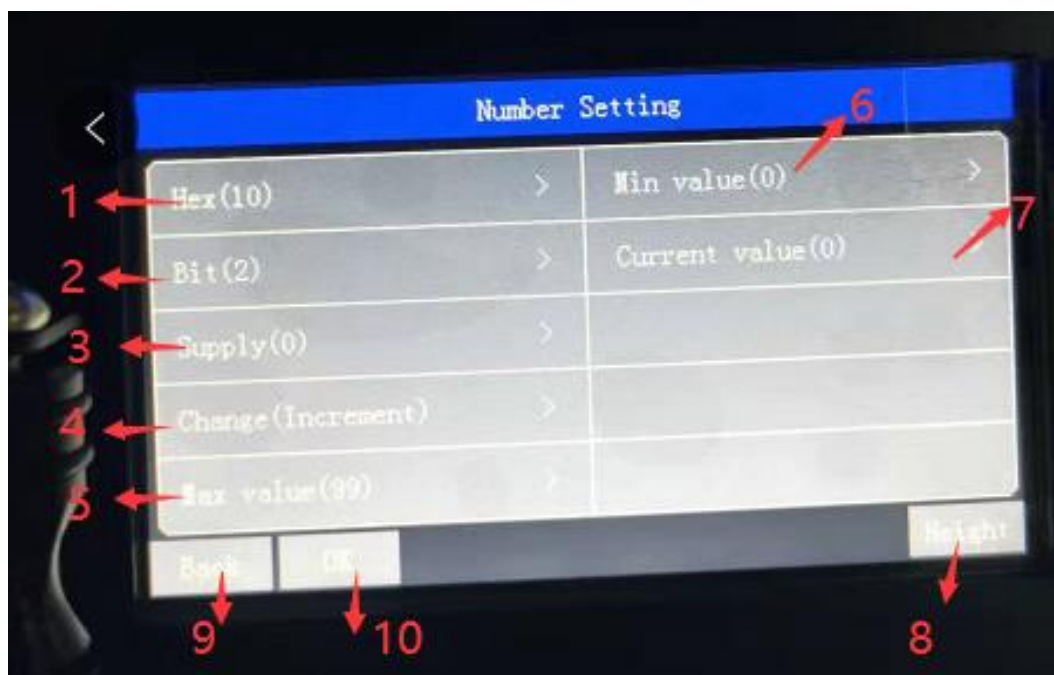 Number Setting
6
1
Hex(10)
Min value(0)
7
2
Bit(2)
Current value(0)
3
Supply(0)
4
Change(Increment)
5
Max value(99)
Back
OK
Height
9
10
8